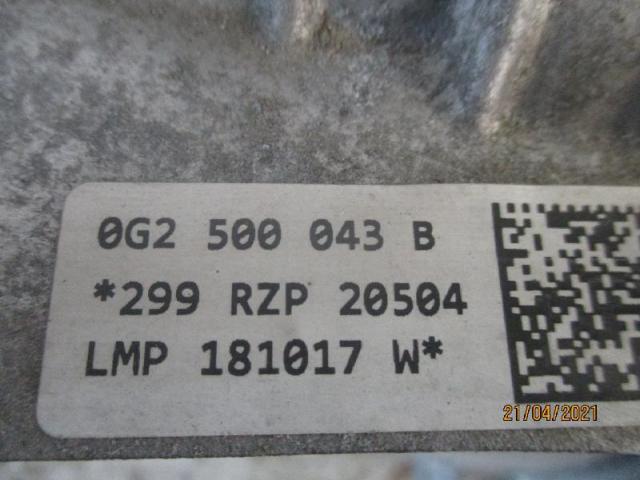 0G2 500 043 B
*299 RZP 20504
LMP 181017 W*
21/04/2021